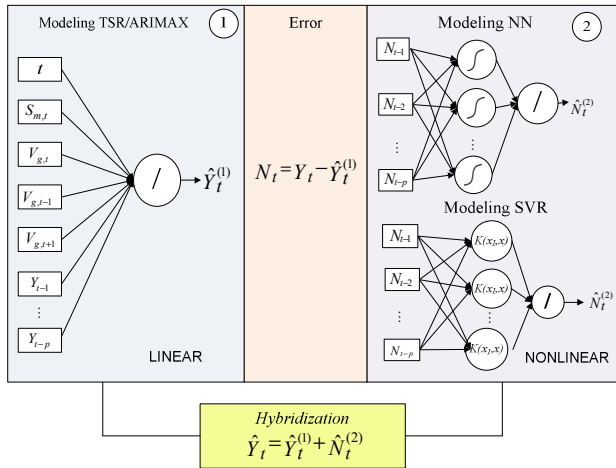 Modeling TSR/ARIMAX
1
t
S_{m,t}
V_{g,t}
V_{g,t-1}
V_{g,t+1}
Y_{t-1}
⋮
Y_{t-p}
/
Ŷ_t^{(1)}
LINEAR
Error
N_t = Y_t − Ŷ_t^{(1)}
Modeling NN
2
N_{t-1}
N_{t-2}
⋮
N_{t-p}
∫
∫
⋮
∫
/
N̂_t^{(2)}
Modeling SVR
N_{t-1}
N_{t-2}
⋮
N_{t-p}
K(x_I,x)
K(x_I,x)
⋮
K(x_I,x)
/
N̂_t^{(2)}
NONLINEAR
Hybridization
Ŷ_t = Ŷ_t^{(1)} + N̂_t^{(2)}